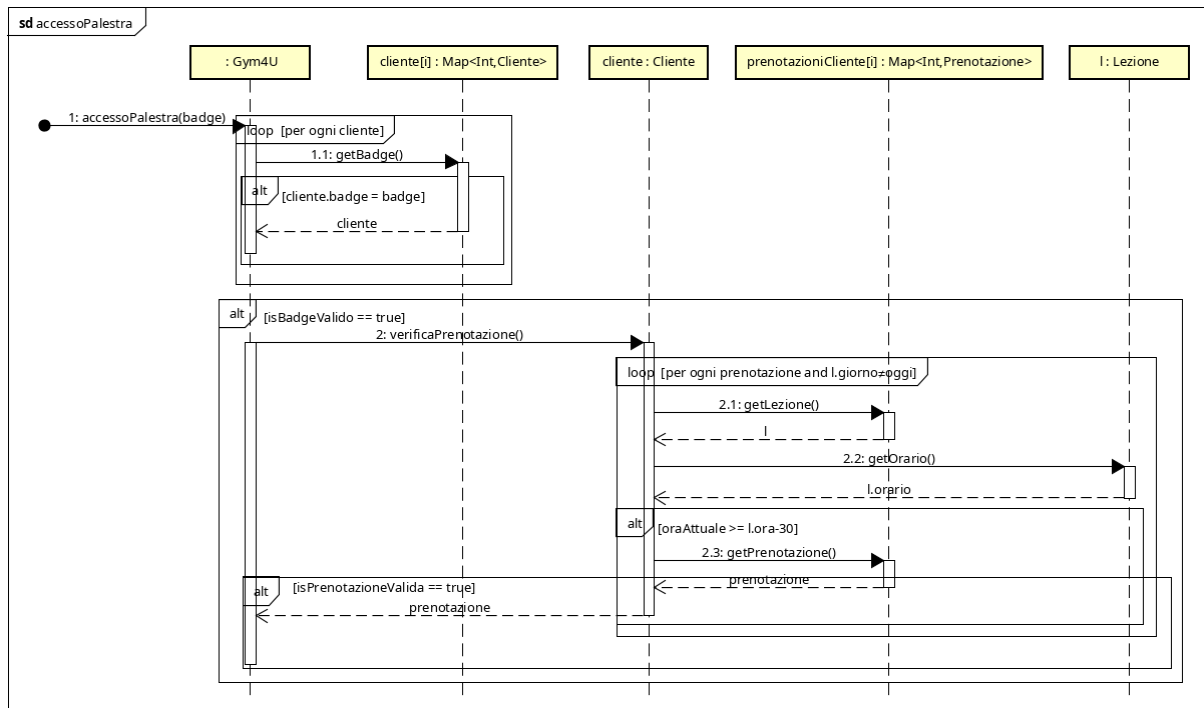 sd accessoPalestra
: Gym4U
cliente[i] : Map<Int,Cliente>
cliente : Cliente
prenotazioniCliente[i] : Map<Int,Prenotazione>
l : Lezione
1: accessoPalestra(badge)
loop [per ogni cliente]
1.1: getBadge()
alt [cliente.badge = badge]
cliente
alt [isBadgeValido == true]
2: verificaPrenotazione()
loop [per ogni prenotazione and l.giorno≠oggi]
2.1: getLezione()
l
2.2: getOrario()
l.orario
alt [oraAttuale >= l.ora-30]
2.3: getPrenotazione()
prenotazione
alt [isPrenotazioneValida == true]
prenotazione